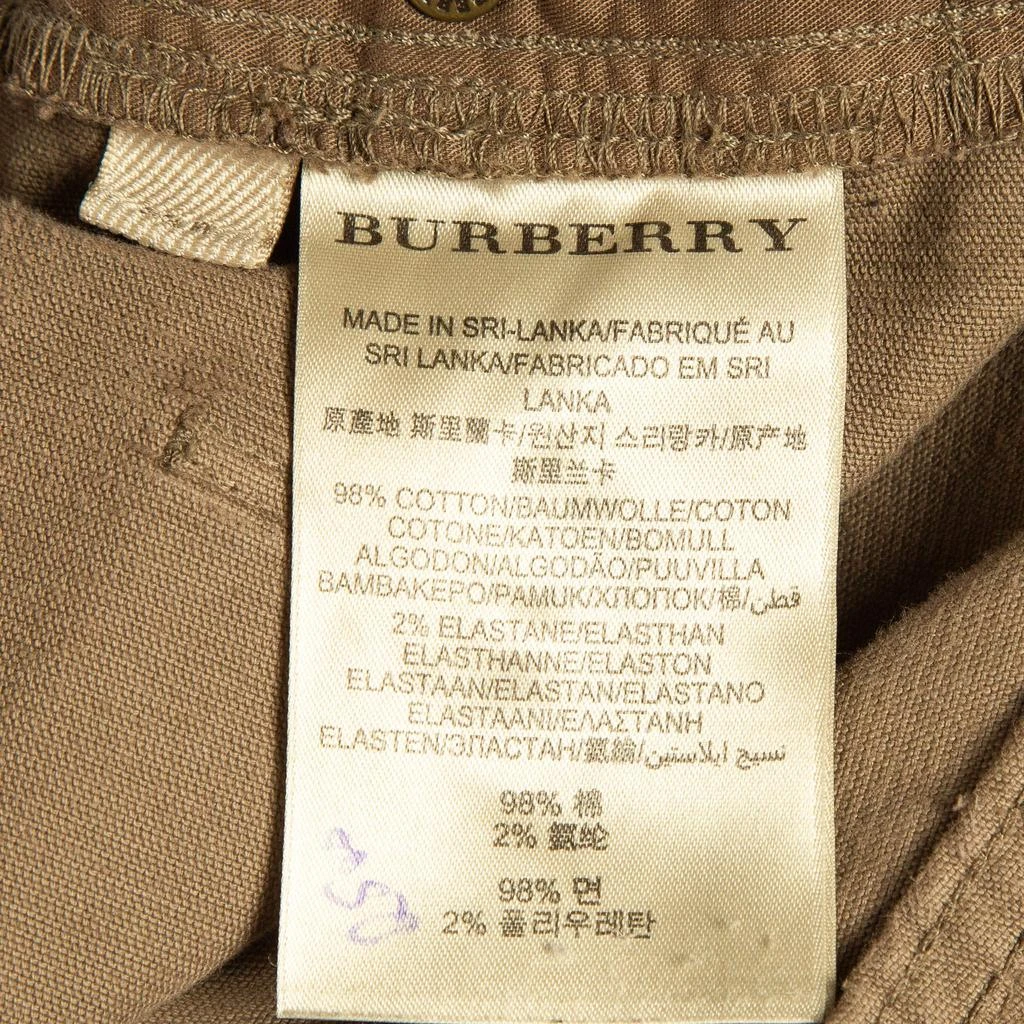 BURBERRY
MADE IN SRI-LANKA/FABRIQUÉ AU
SRI LANKA/FABRICADO EM SRI
LANKA
原產地 斯里蘭卡/원산지 스리랑카/原产地
斯里兰卡
98% COTTON/BAUMWOLLE/COTON
COTONE/KATOEN/BOMULL
ALGODON/ALGODÃO/PUUVILLA
BAMBAKEPO/PAMUK/ХЛОПОК/棉/قطن
2% ELASTANE/ELASTHAN
ELASTHANNE/ELASTON
ELASTAAN/ELASTAN/ELASTANO
ELASTAANI/ΕΛΑΣΤΑΝΗ
ELASTEN/ЭЛАСТАН/氨綸/نسيج ايلاستين
98% 棉
2% 氨纶
98% 면
2% 폴리우레탄